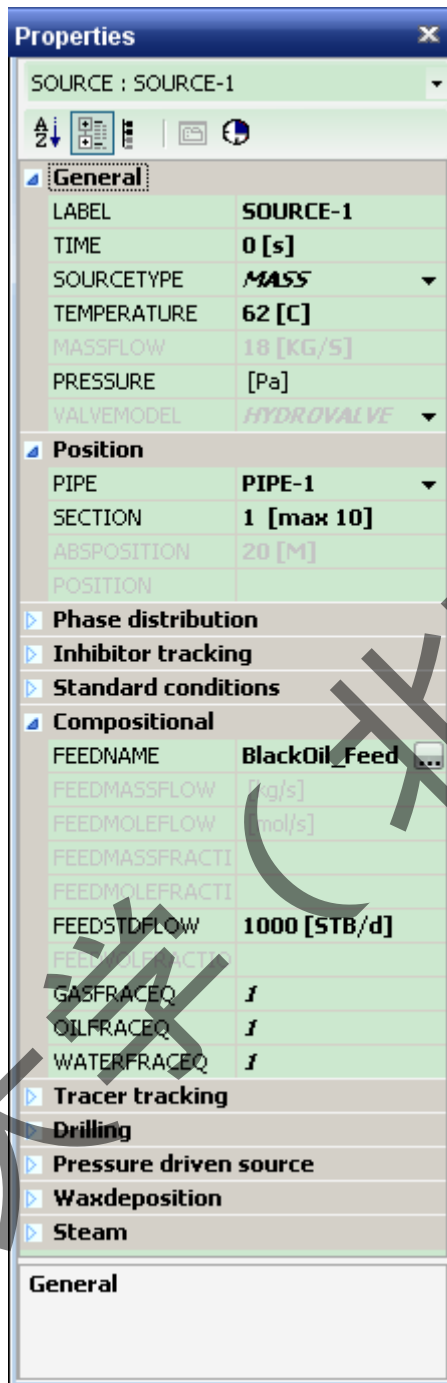 Properties
SOURCE : SOURCE-1
General
LABEL SOURCE-1
TIME 0 [s]
SOURCETYPE MASS
TEMPERATURE 62 [C]
MASSFLOW 18 [KG/S]
PRESSURE [Pa]
VALVEMODEL HYDROVALVE
Position
PIPE PIPE-1
SECTION 1 [max 10]
ABSPOSITION 20 [M]
POSITION
Phase distribution
Inhibitor tracking
Standard conditions
Compositional
FEEDNAME BlackOil_Feed ...
FEEDMASSFLOW [kg/s]
FEEDMOLEFLOW [mol/s]
FEEDMASSFRACTI
FEEDMOLEFRACTI
FEEDSTDFLOW 1000 [STB/d]
FEEDVOLFRACTIO
GASFRACEQ 1
OILFRACEQ 1
WATERFRACEQ 1
Tracer tracking
Drilling
Pressure driven source
Waxdeposition
Steam
General